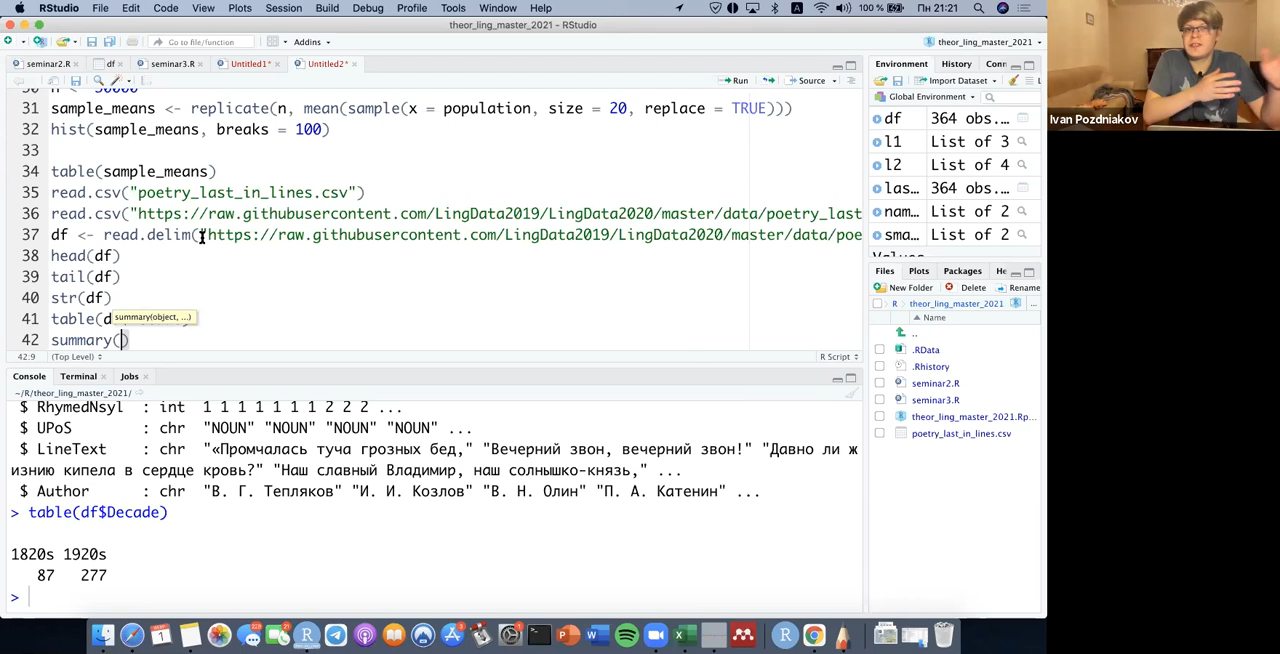 RStudio File Edit Code View Plots Session Build Debug Profile Tools Window Help A 100 % Пн 21:21
theor_ling_master_2021 - RStudio
Go to file/function Addins theor_ling_master_2021
seminar2.R df seminar3.R Untitled1* Untitled2*
Run Source
31 sample_means <- replicate(n, mean(sample(x = population, size = 20, replace = TRUE)))
32 hist(sample_means, breaks = 100)
33
34 table(sample_means)
35 read.csv("poetry_last_in_lines.csv")
36 read.csv("https://raw.githubusercontent.com/LingData2019/LingData2020/master/data/poetry_last
37 df <- read.delim("https://raw.githubusercontent.com/LingData2019/LingData2020/master/data/poe
38 head(df)
39 tail(df)
40 str(df)
summary(object, ...)
41 table(d
42 summary()
42:9 (Top Level) R Script
Console Terminal Jobs
~/R/theor_ling_master_2021/
$ RhymedNsyl : int 1 1 1 1 1 1 1 2 2 2 ...
$ UPoS : chr "NOUN" "NOUN" "NOUN" "NOUN" ...
$ LineText : chr "«Промчалась туча грозных бед," "Вечерний звон, вечерний звон!" "Давно ли ж
изнию кипела в сердце кровь?" "Наш славный Владимир, наш солнышко-князь," ...
$ Author : chr "В. Г. Тепляков" "И. И. Козлов" "В. Н. Олин" "П. А. Катенин" ...
> table(df$Decade)
1820s 1920s
87 277
>
Environment History Conn
Import Dataset
Global Environment
df 364 obs...
l1 List of 3
l2 List of 4
las… 364 obs...
nam… List of 2
sma… List of 2
Files Plots Packages He
New Folder Delete Rename
R theor_ling_master_2021 ...
Name
..
.RData
.Rhistory
seminar2.R
seminar3.R
theor_ling_master_2021.Rp...
poetry_last_in_lines.csv
Ivan Pozdniakov